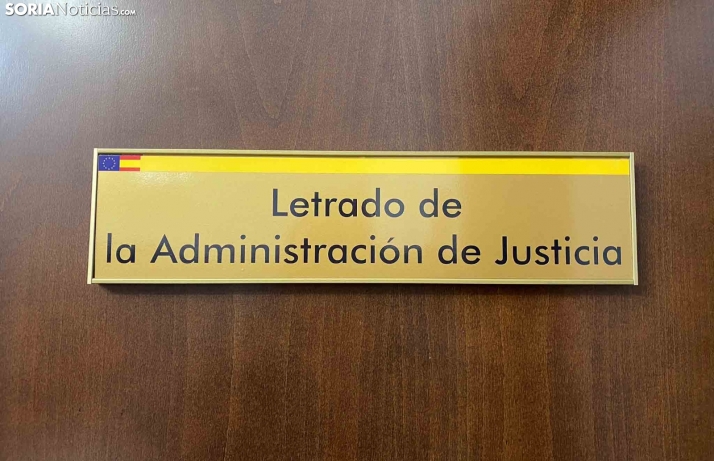 SORIANoticias.com
Letrado de
la Administración de Justicia